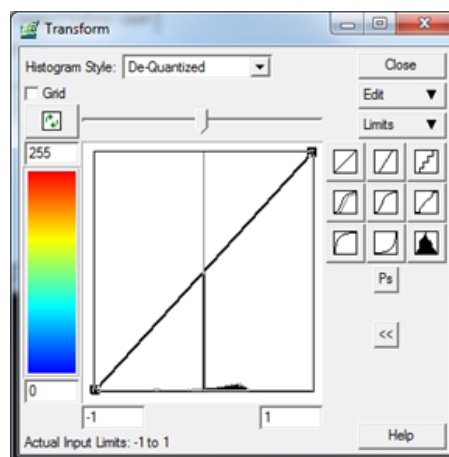 Transform
Histogram Style: De-Quantized
Close
Grid
Edit
Limits
255
Ps
<<
0
-1
1
Actual Input Limits: -1 to 1
Help